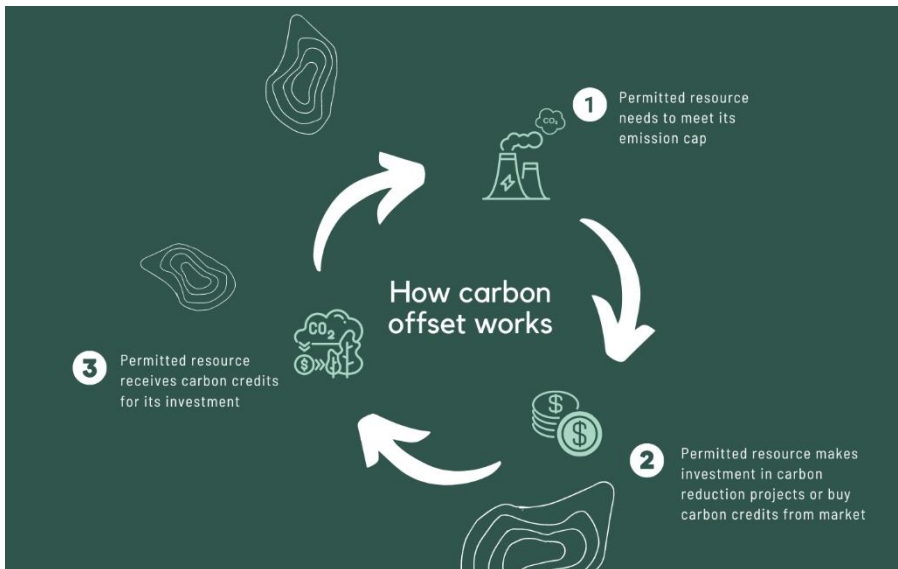 1
Permitted resource
needs to meet its
emission cap
CO₂
How carbon
offset works
CO₂
$
3
Permitted resource
receives carbon credits
for its investment
$
$
2
Permitted resource makes
investment in carbon
reduction projects or buy
carbon credits from market